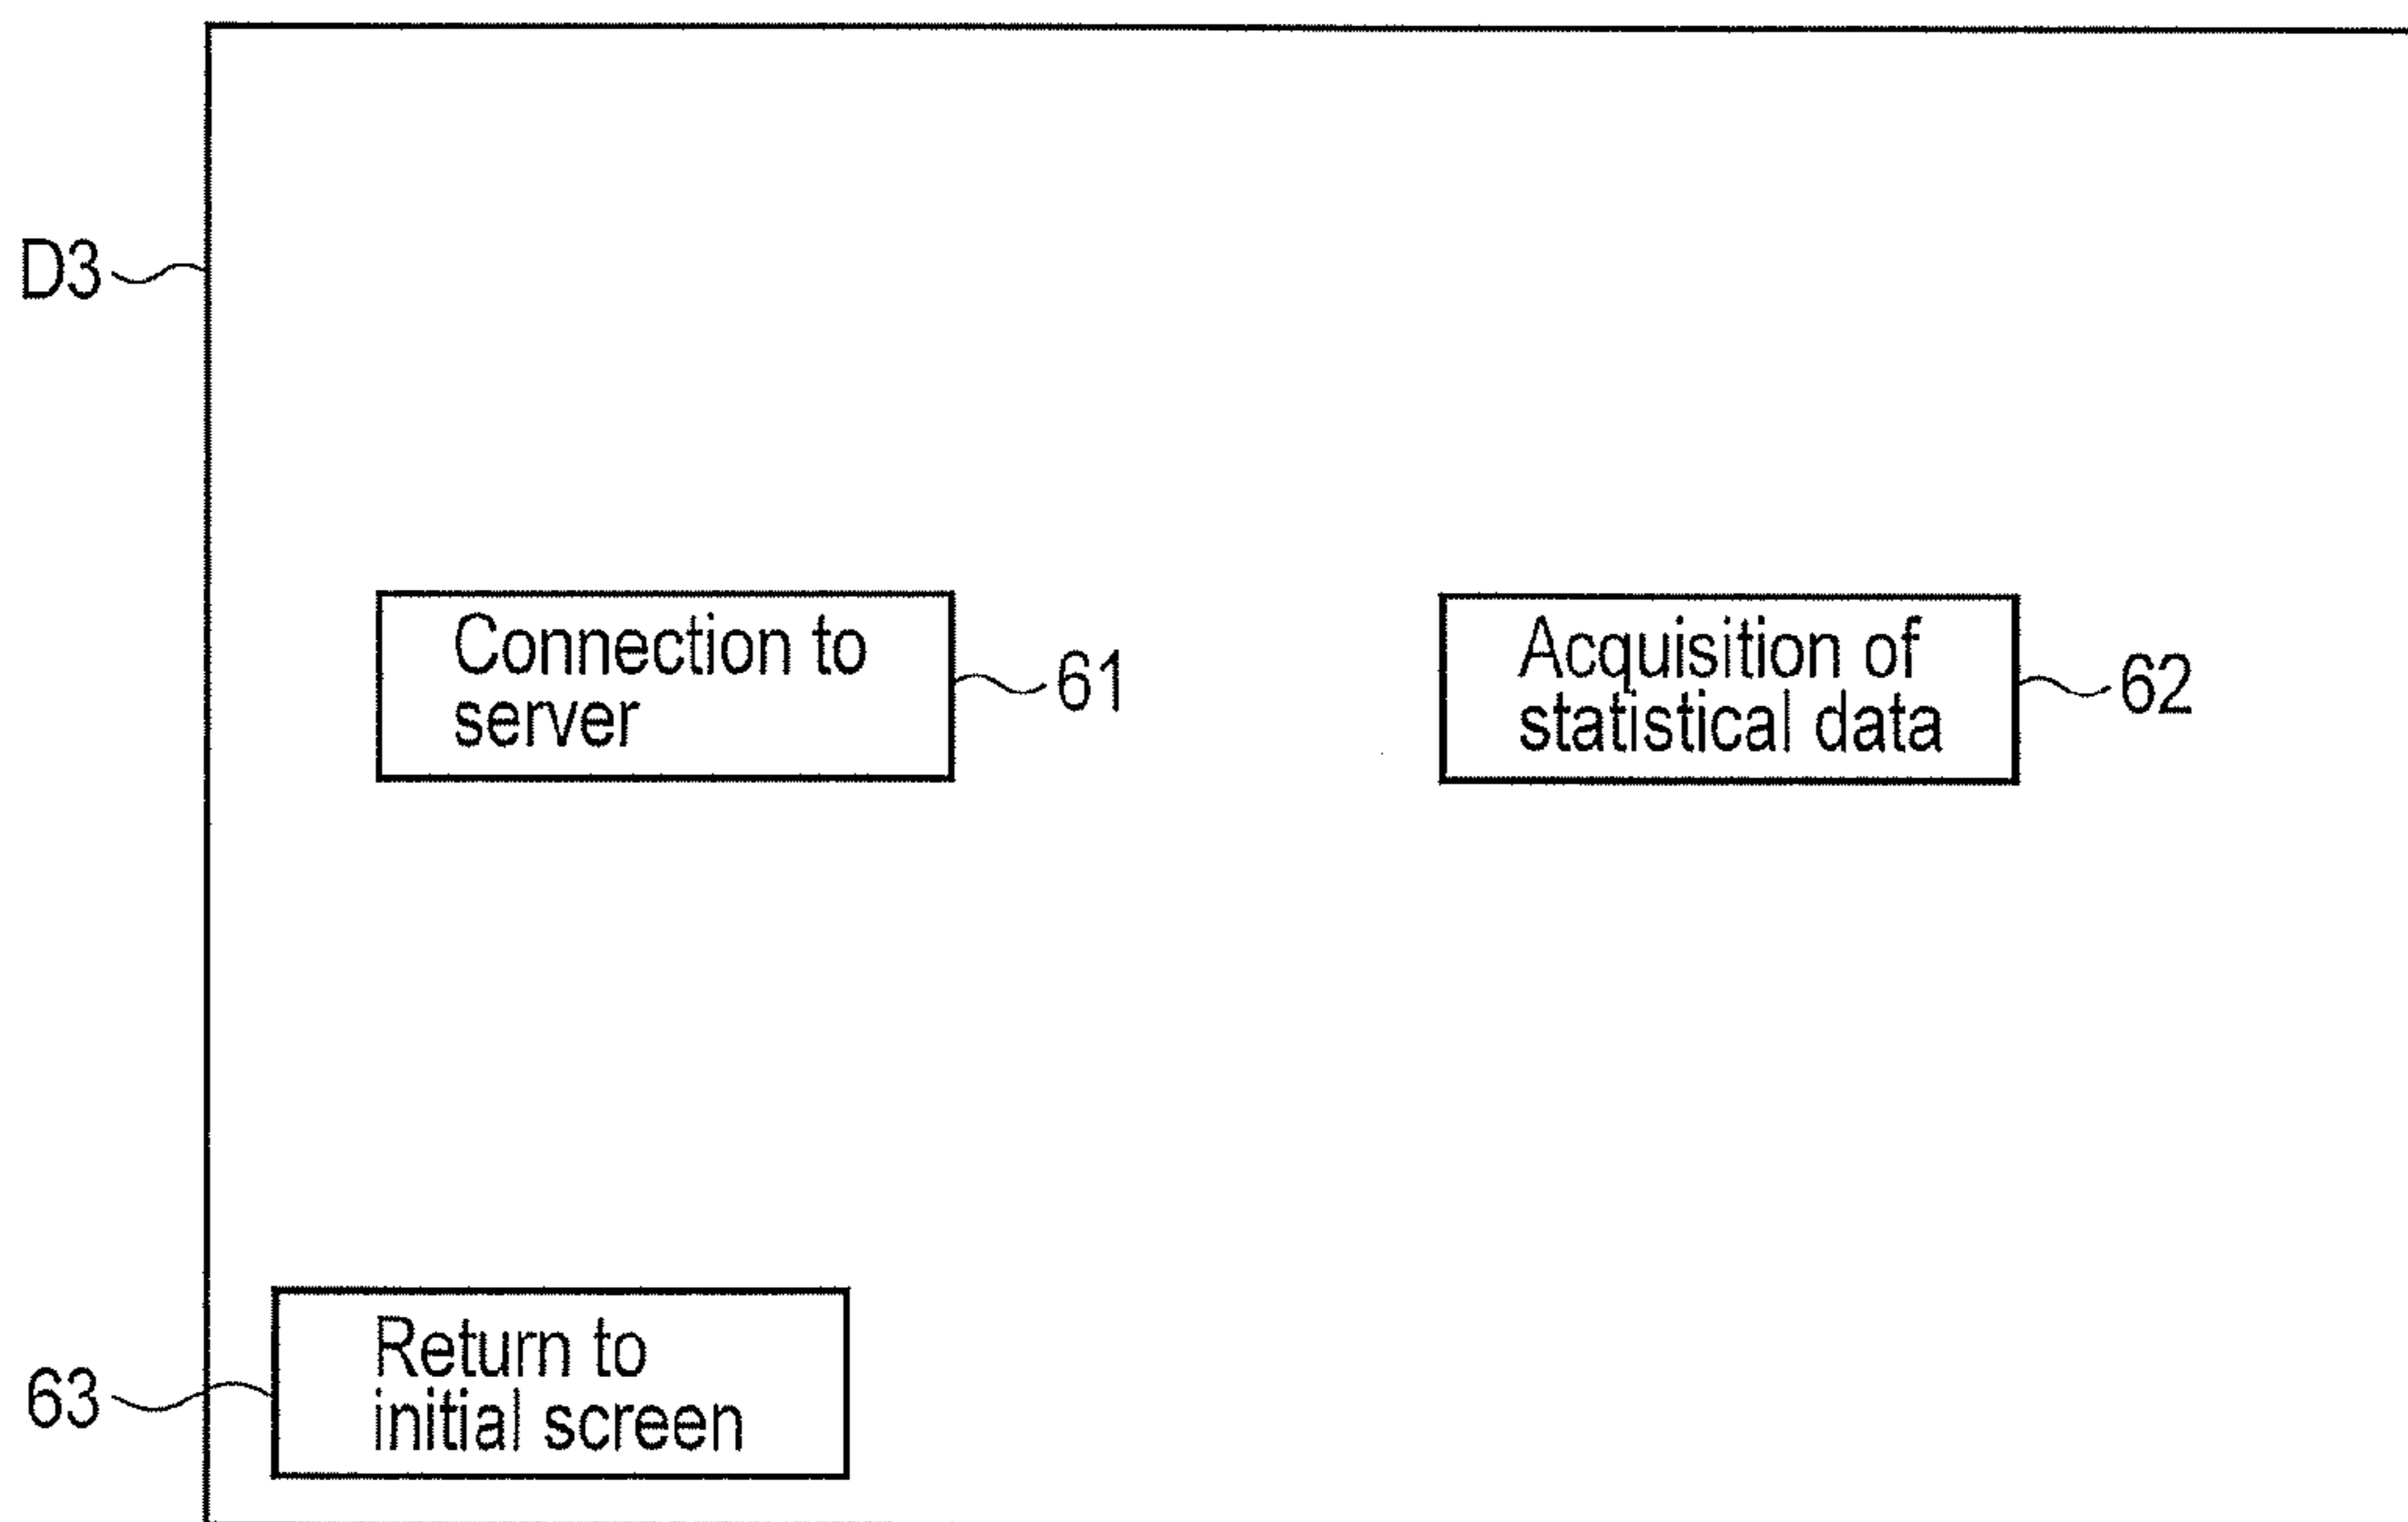 D3
Connection to
server
61
Acquisition of
statistical data
62
Return to
initial screen
63